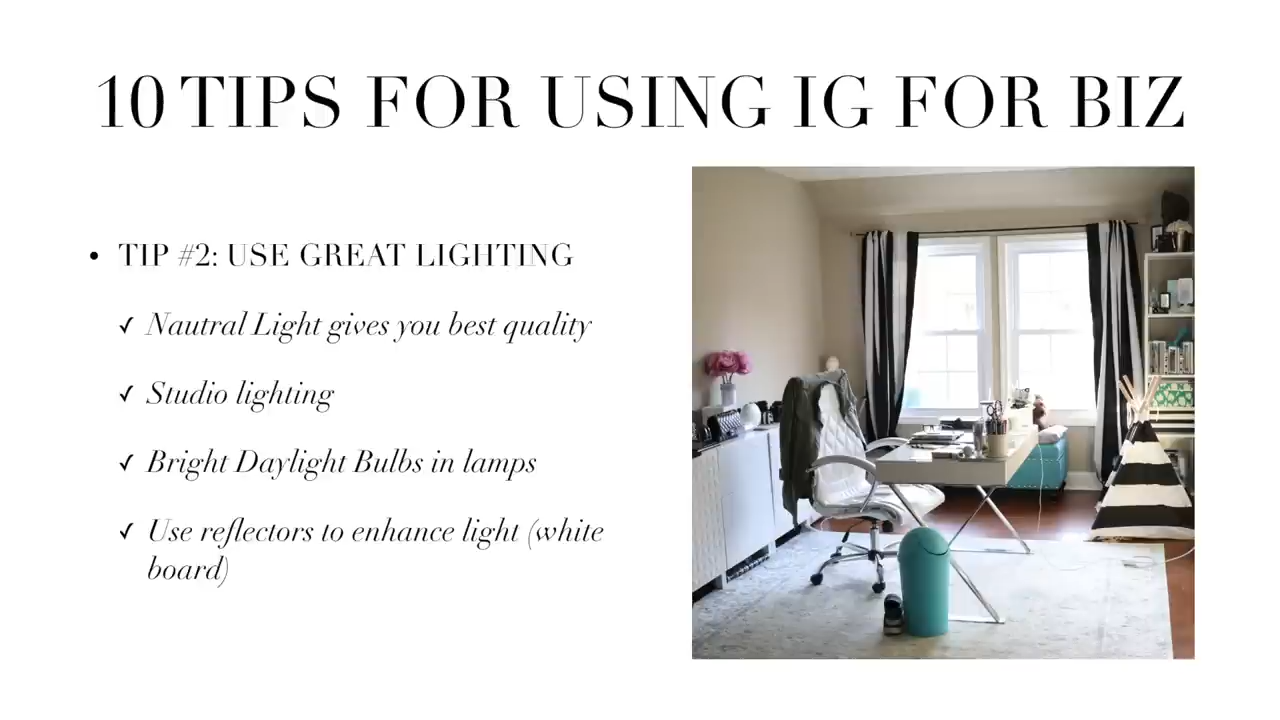 10 TIPS FOR USING IG FOR BIZ
• TIP #2: USE GREAT LIGHTING
✓ Nautral Light gives you best quality
✓ Studio lighting
✓ Bright Daylight Bulbs in lamps
✓ Use reflectors to enhance light (white
board)